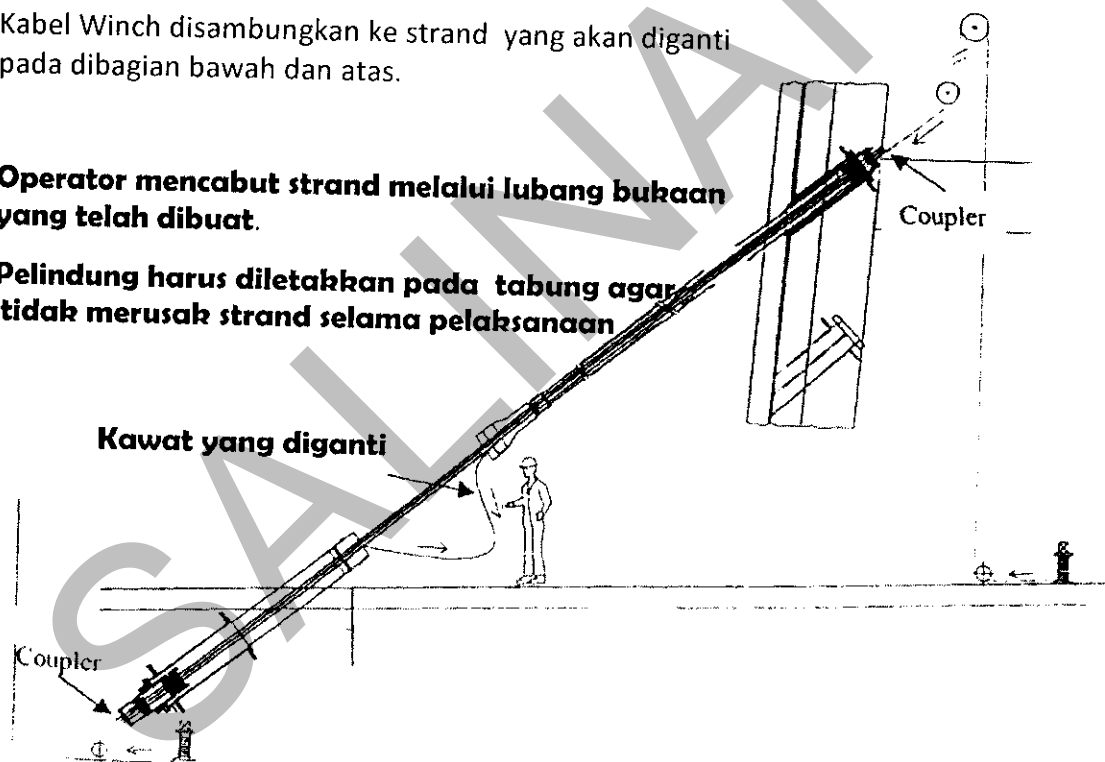 Kabel Winch disambungkan ke strand yang akan diganti
pada dibagian bawah dan atas.
Operator mencabut strand melalui lubang bukaan
yang telah dibuat.
Coupler
Pelindung harus diletakkan pada tabung agar
tidak merusak strand selama pelaksanaan
Kawat yang diganti
Coupler